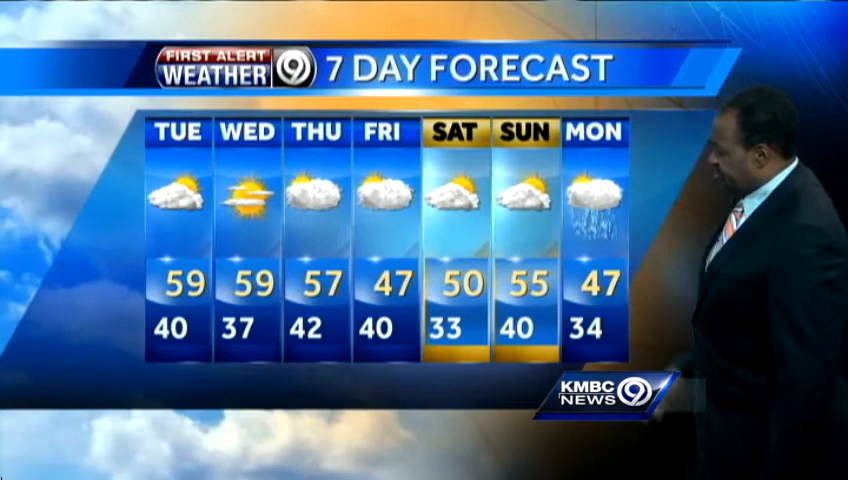 FIRST ALERT
WEATHER 9 7 DAY FORECAST
TUE WED THU FRI SAT SUN MON
59 59 57 47 50 55 47
40 37 42 40 33 40 34
KMBC 9
NEWS